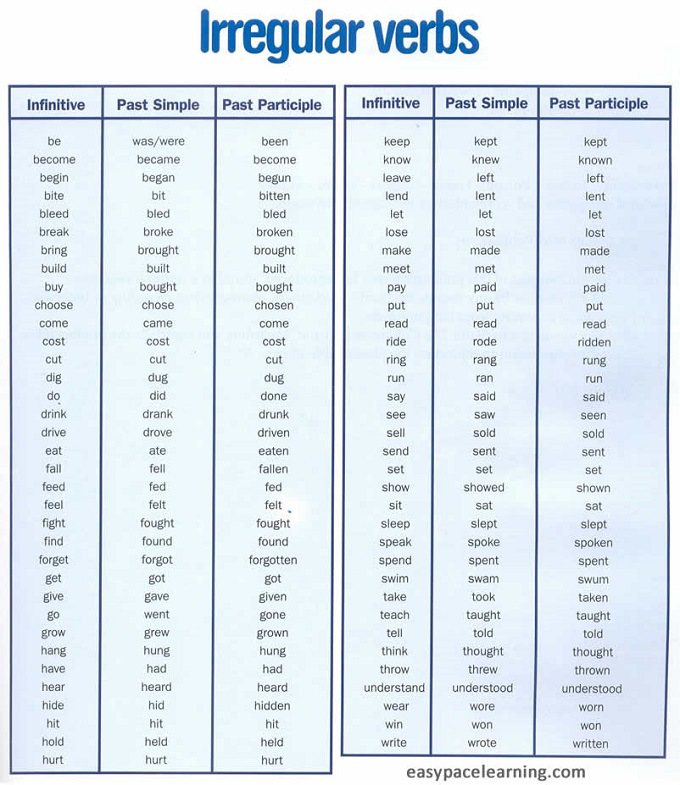 Irregular verbs
Infinitive Past Simple Past Participle
be was/were been
become became become
begin began begun
bite bit bitten
bleed bled bled
break broke broken
bring brought brought
build built built
buy bought bought
choose chose chosen
come came come
cost cost cost
cut cut cut
dig dug dug
do did done
drink drank drunk
drive drove driven
eat ate eaten
fall fell fallen
feed fed fed
feel felt felt
fight fought fought
find found found
forget forgot forgotten
get got got
give gave given
go went gone
grow grew grown
hang hung hung
have had had
hear heard heard
hide hid hidden
hit hit hit
hold held held
hurt hurt hurt
Infinitive Past Simple Past Participle
keep kept kept
know knew known
leave left left
lend lent lent
let let let
lose lost lost
make made made
meet met met
pay paid paid
put put put
read read read
ride rode ridden
ring rang rung
run ran run
say said said
see saw seen
sell sold sold
send sent sent
set set set
show showed shown
sit sat sat
sleep slept slept
speak spoke spoken
spend spent spent
swim swam swum
take took taken
teach taught taught
tell told told
think thought thought
throw threw thrown
understand understood understood
wear wore worn
win won won
write wrote written
easypacelearning.com